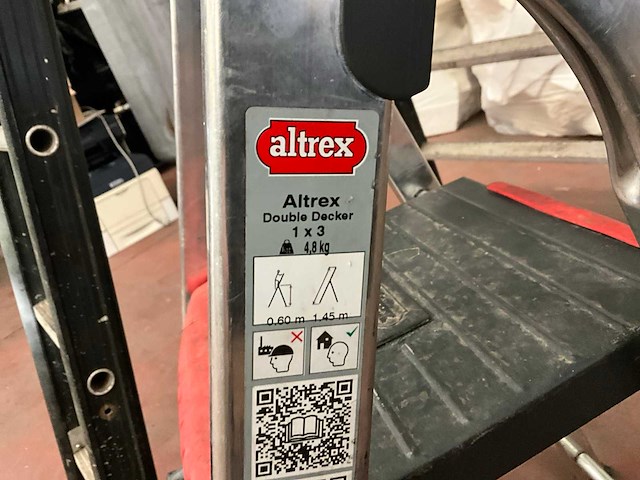 altrex
Altrex
Double Decker
1 x 3
4,8 kg
0.60 m 1.45 m